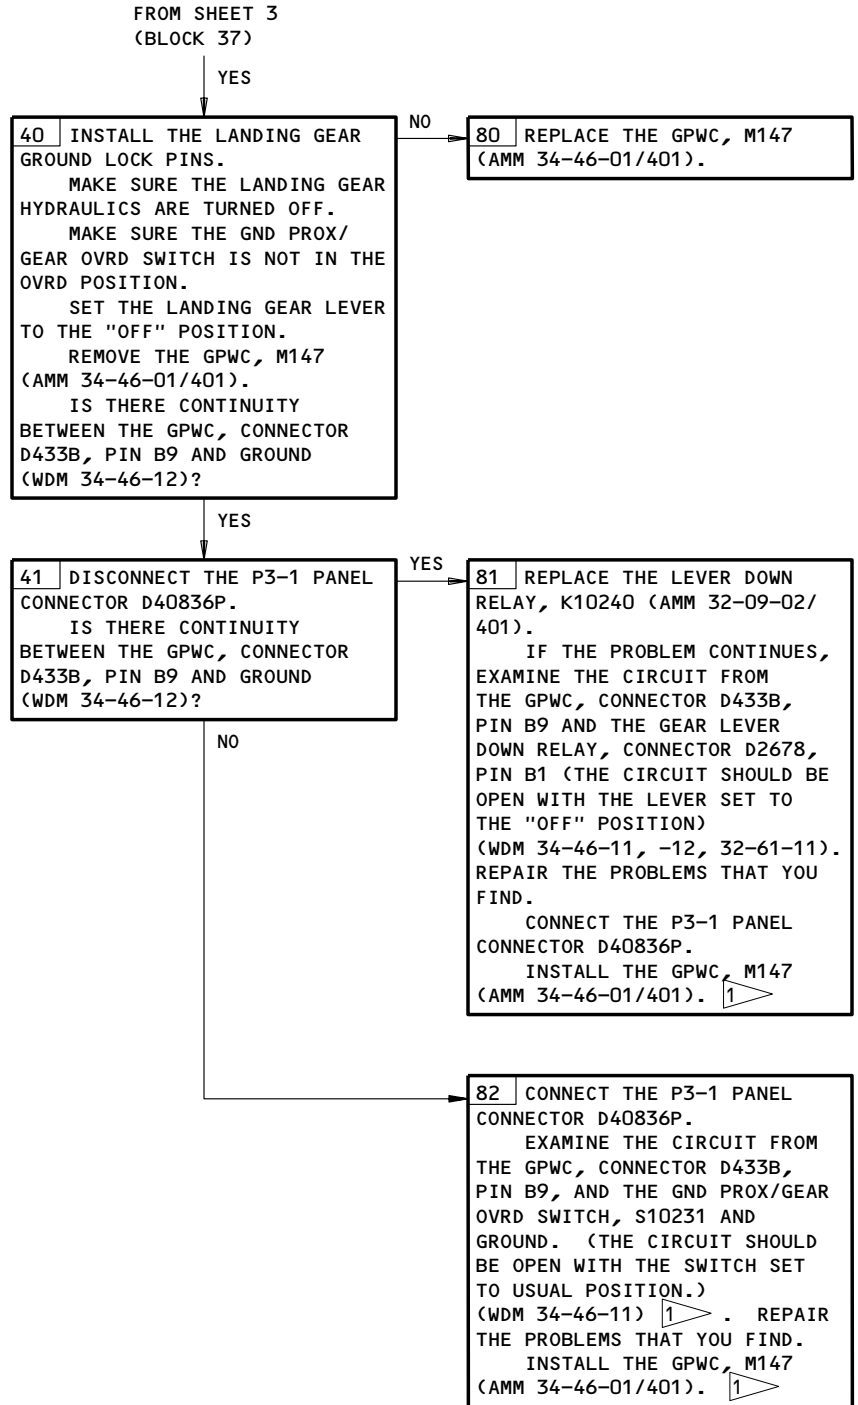 FROM SHEET 3
(BLOCK 37)
YES
40 INSTALL THE LANDING GEAR
GROUND LOCK PINS.
MAKE SURE THE LANDING GEAR
HYDRAULICS ARE TURNED OFF.
MAKE SURE THE GND PROX/
GEAR OVRD SWITCH IS NOT IN THE
OVRD POSITION.
SET THE LANDING GEAR LEVER
TO THE "OFF" POSITION.
REMOVE THE GPWC, M147
(AMM 34-46-01/401).
IS THERE CONTINUITY
BETWEEN THE GPWC, CONNECTOR
D433B, PIN B9 AND GROUND
(WDM 34-46-12)?
NO
80 REPLACE THE GPWC, M147
(AMM 34-46-01/401).
YES
41 DISCONNECT THE P3-1 PANEL
CONNECTOR D40836P.
IS THERE CONTINUITY
BETWEEN THE GPWC, CONNECTOR
D433B, PIN B9 AND GROUND
(WDM 34-46-12)?
YES
81 REPLACE THE LEVER DOWN
RELAY, K10240 (AMM 32-09-02/
401).
IF THE PROBLEM CONTINUES,
EXAMINE THE CIRCUIT FROM
THE GPWC, CONNECTOR D433B,
PIN B9 AND THE GEAR LEVER
DOWN RELAY, CONNECTOR D2678,
PIN B1 (THE CIRCUIT SHOULD BE
OPEN WITH THE LEVER SET TO
THE "OFF" POSITION)
(WDM 34-46-11, -12, 32-61-11).
REPAIR THE PROBLEMS THAT YOU
FIND.
CONNECT THE P3-1 PANEL
CONNECTOR D40836P.
INSTALL THE GPWC, M147
(AMM 34-46-01/401). 1
NO
82 CONNECT THE P3-1 PANEL
CONNECTOR D40836P.
EXAMINE THE CIRCUIT FROM
THE GPWC, CONNECTOR D433B,
PIN B9, AND THE GND PROX/GEAR
OVRD SWITCH, S10231 AND
GROUND. (THE CIRCUIT SHOULD
BE OPEN WITH THE SWITCH SET
TO USUAL POSITION.)
(WDM 34-46-11) 1 . REPAIR
THE PROBLEMS THAT YOU FIND.
INSTALL THE GPWC, M147
(AMM 34-46-01/401). 1